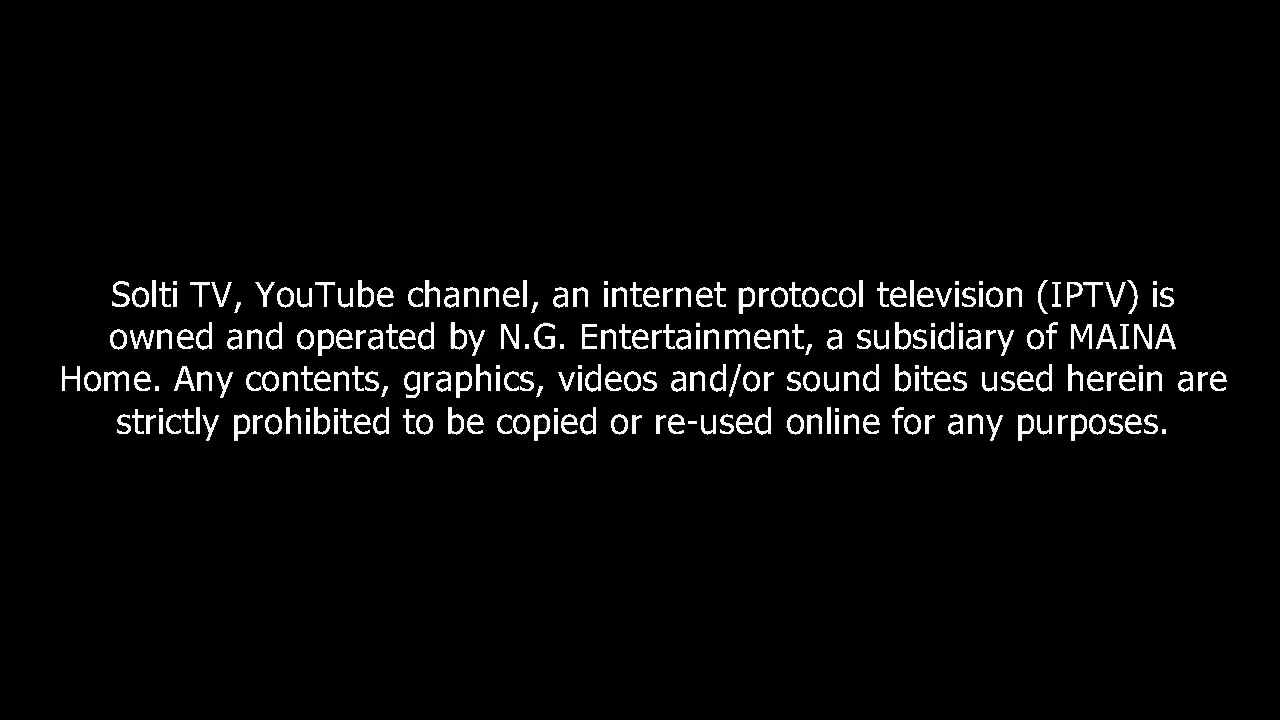 Solti TV, YouTube channel, an internet protocol television (IPTV) is
owned and operated by N.G. Entertainment, a subsidiary of MAINA
Home. Any contents, graphics, videos and/or sound bites used herein are
strictly prohibited to be copied or re-used online for any purposes.